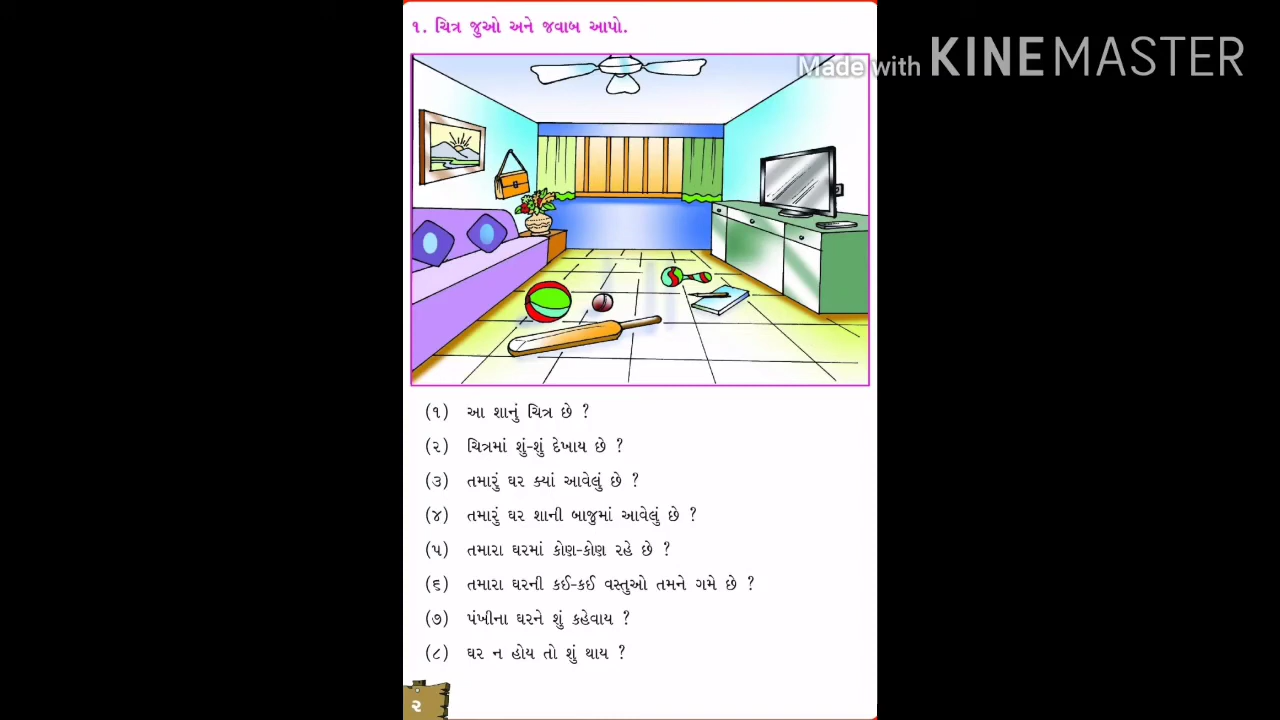 ૧. ચિત્ર જુઓ અને જવાબ આપો.
Made with KINEMASTER
(૧) આ શાનું ચિત્ર છે ?
(૨) ચિત્રમાં શું-શું દેખાય છે ?
(૩) તમારું ઘર ક્યાં આવેલું છે ?
(૪) તમારું ઘર શાની બાજુમાં આવેલું છે ?
(૫) તમારા ઘરમાં કોણ-કોણ રહે છે ?
(૬) તમારા ઘરની કઈ-કઈ વસ્તુઓ તમને ગમે છે ?
(૭) પંખીના ઘરને શું કહેવાય ?
(૮) ઘર ન હોય તો શું થાય ?
૨